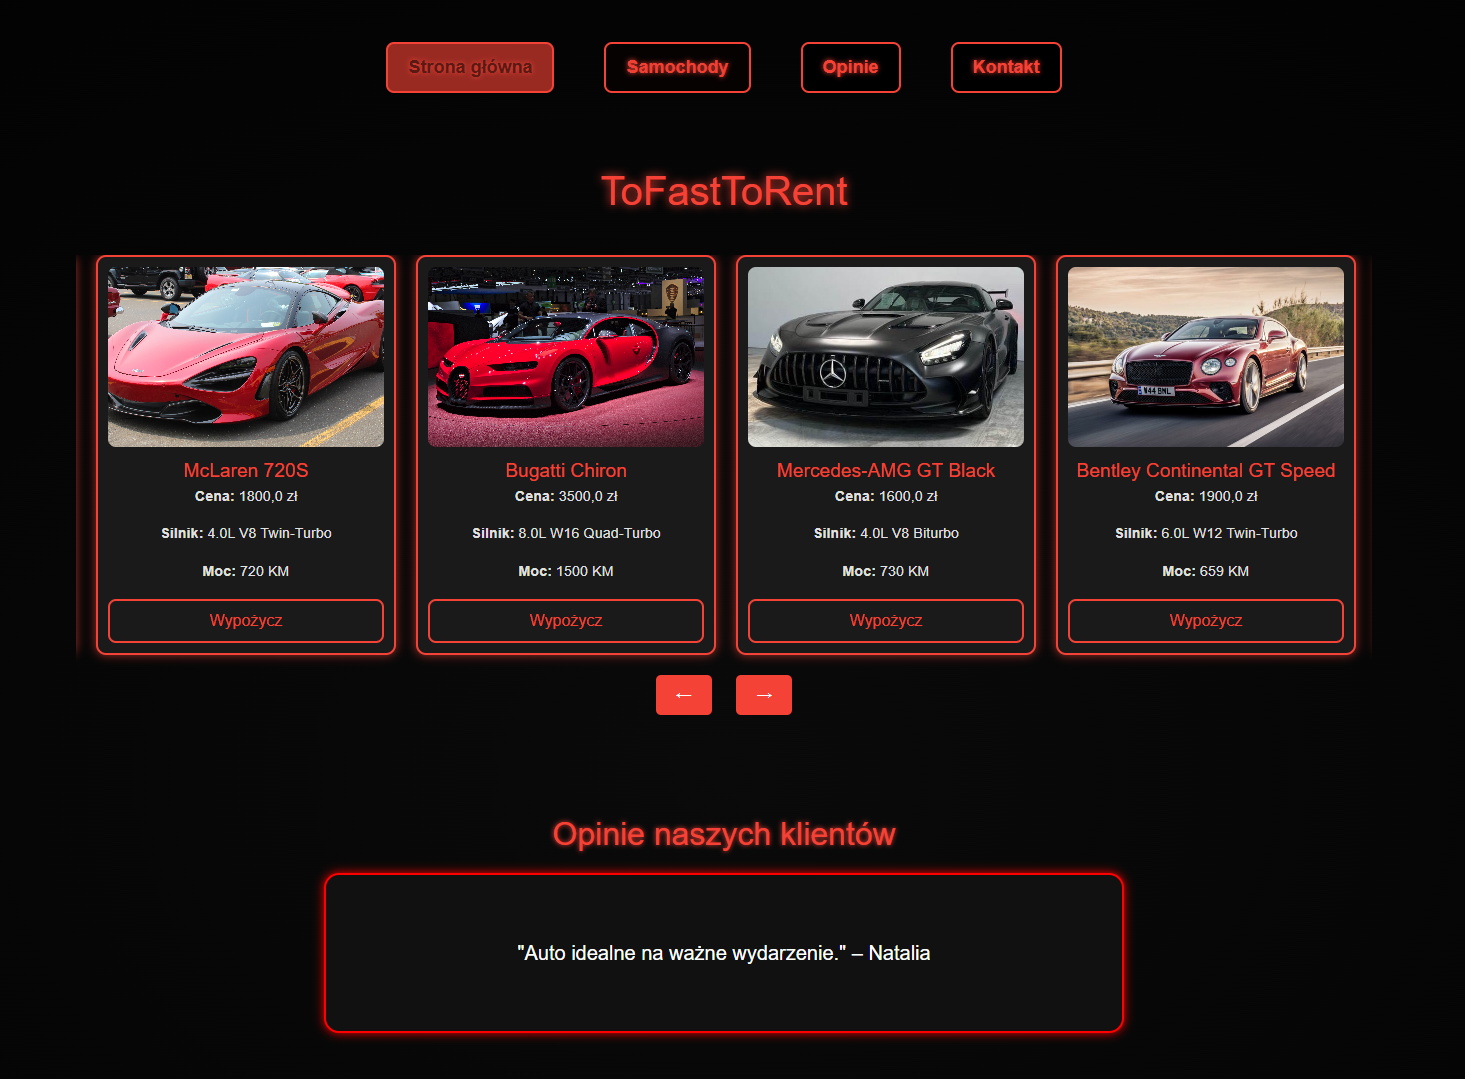 Strona główna
Samochody
Opinie
Kontakt
ToFastToRent
McLaren 720S
Cena: 1800,0 zł
Silnik: 4.0L V8 Twin-Turbo
Moc: 720 KM
Wypożycz
Bugatti Chiron
Cena: 3500,0 zł
Silnik: 8.0L W16 Quad-Turbo
Moc: 1500 KM
Wypożycz
Mercedes-AMG GT Black
Cena: 1600,0 zł
Silnik: 4.0L V8 Biturbo
Moc: 730 KM
Wypożycz
W44 BML
Bentley Continental GT Speed
Cena: 1900,0 zł
Silnik: 6.0L W12 Twin-Turbo
Moc: 659 KM
Wypożycz
← →
Opinie naszych klientów
"Auto idealne na ważne wydarzenie." – Natalia